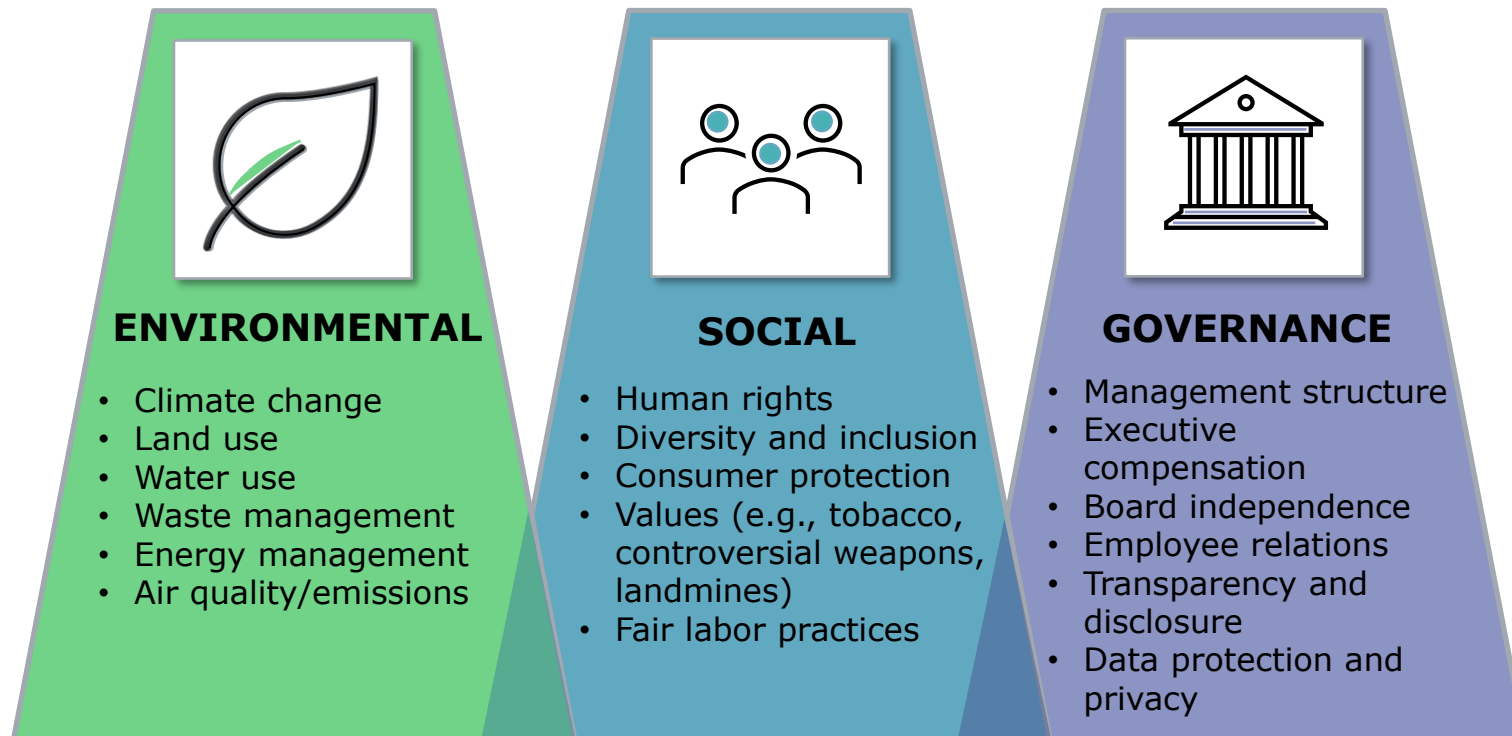 ENVIRONMENTAL
• Climate change
• Land use
• Water use
• Waste management
• Energy management
• Air quality/emissions
SOCIAL
• Human rights
• Diversity and inclusion
• Consumer protection
• Values (e.g., tobacco,
controversial weapons,
landmines)
• Fair labor practices
GOVERNANCE
• Management structure
• Executive
compensation
• Board independence
• Employee relations
• Transparency and
disclosure
• Data protection and
privacy